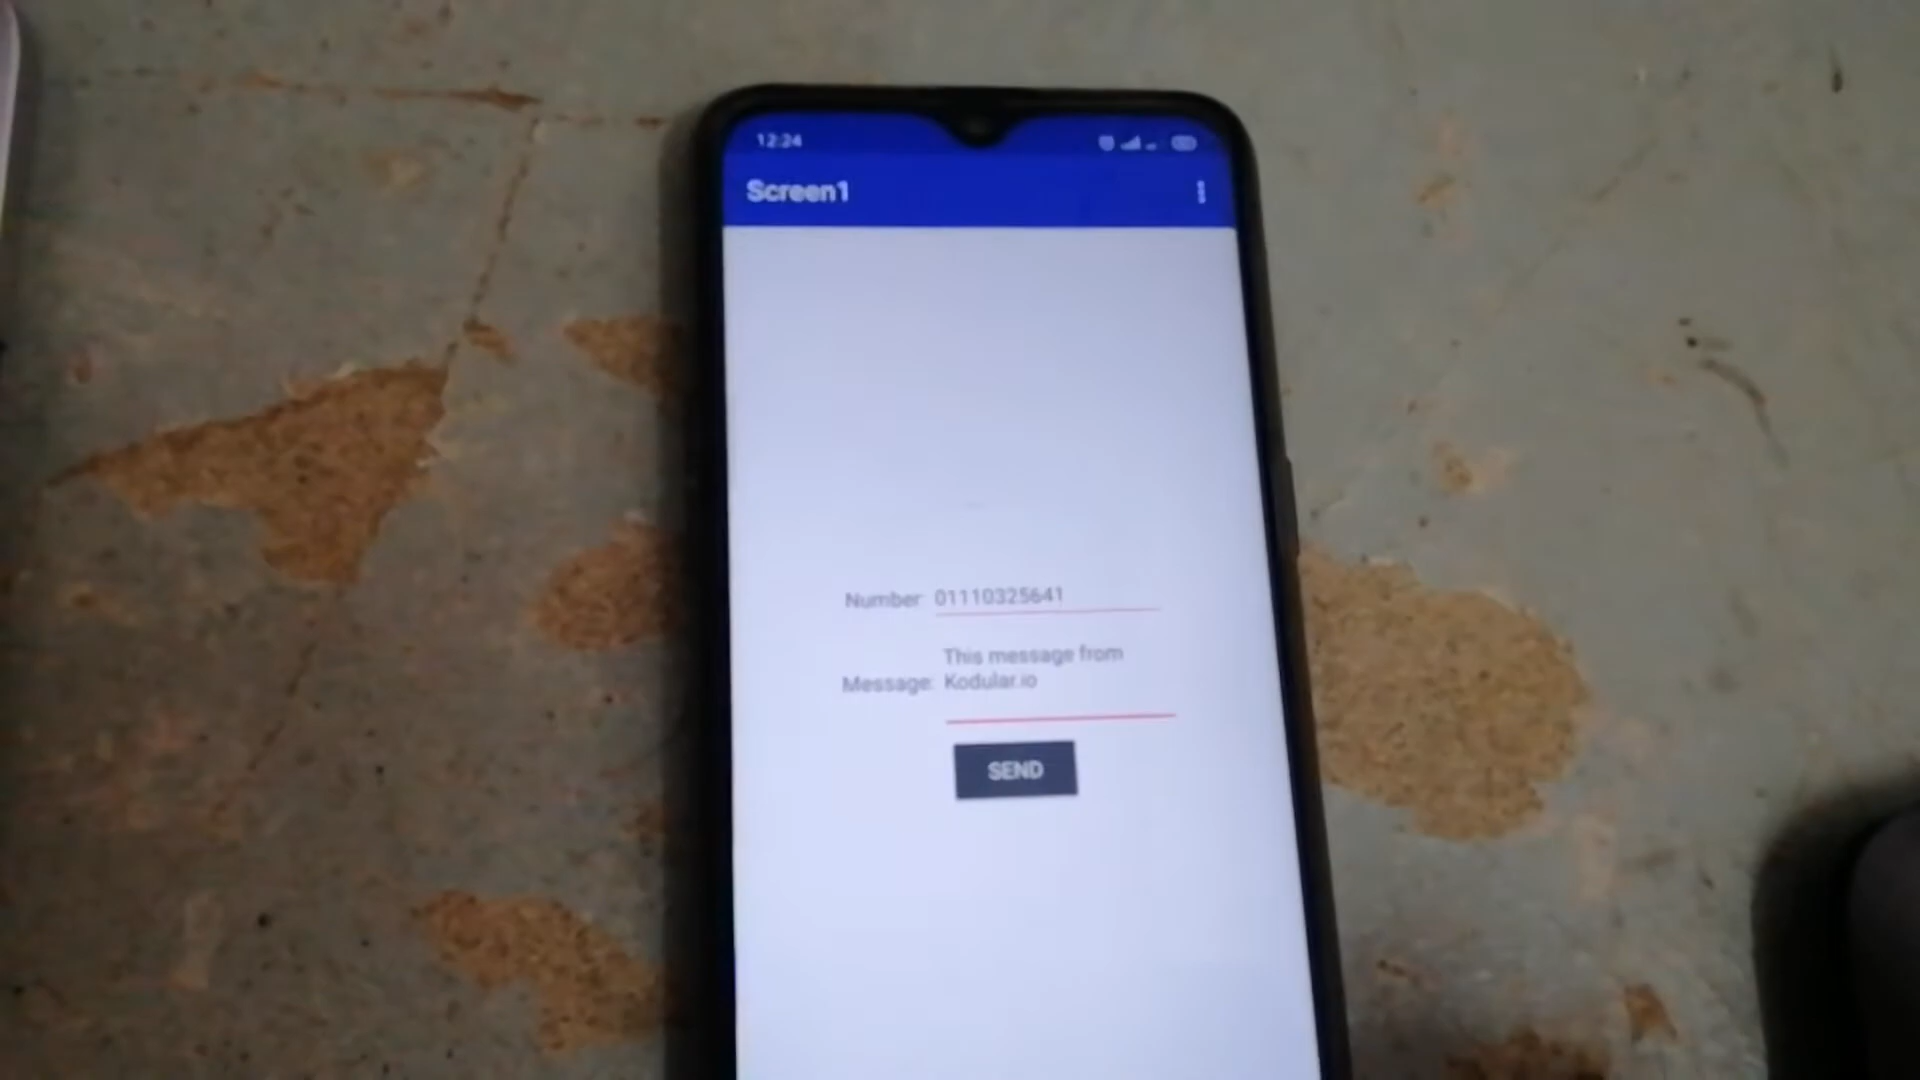 12:24
Screen1
Number: 01110325641
This message from
Message: Kodular.io
SEND